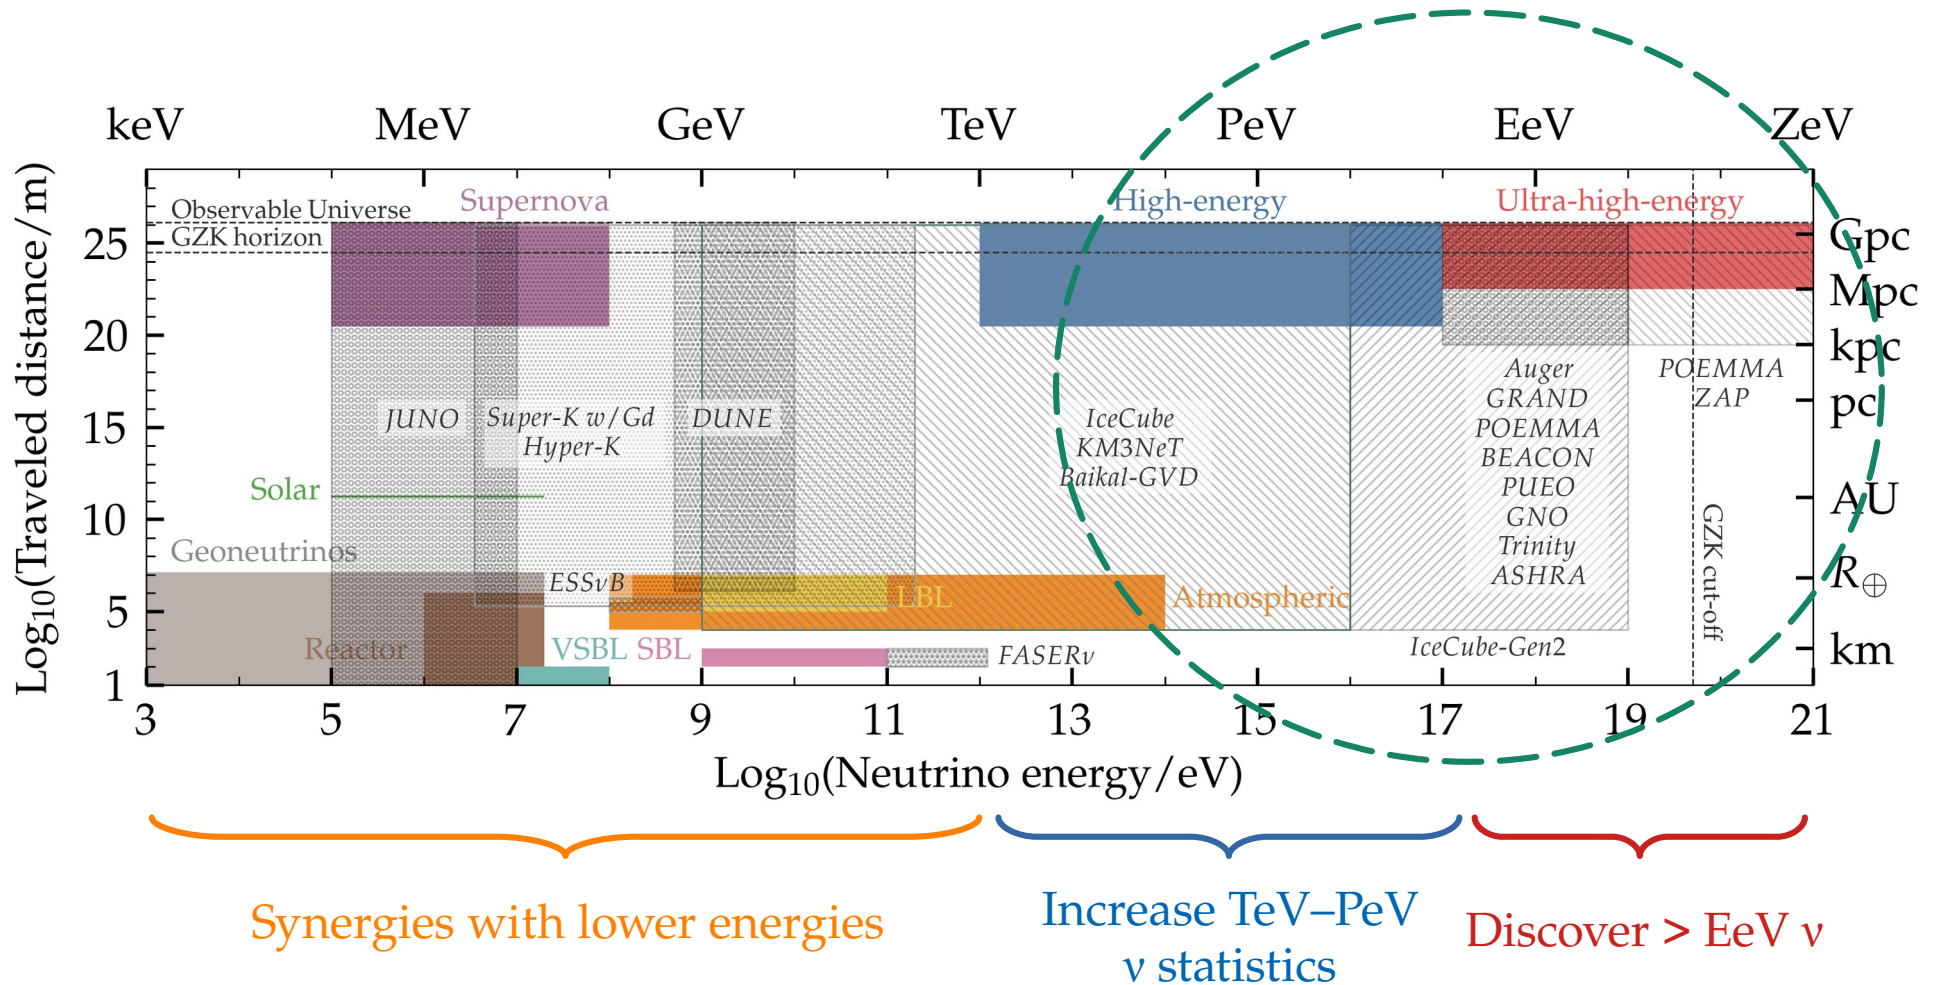 keV MeV GeV TeV PeV EeV ZeV
Log10(Traveled distance/m)
25
20
15
10
5
1
Observable Universe
GZK horizon
Supernova
High-energy
Ultra-high-energy
Gpc
Mpc
kpc
pc
AU
R⊕
km
JUNO
Super-K w/Gd
Hyper-K
DUNE
IceCube
KM3NeT
Baikal-GVD
Auger
GRAND
POEMMA
BEACON
PUEO
GNO
Trinity
ASHRA
POEMMA
ZAP
Solar
Geoneutrinos
ESSνB
LBL
Atmospheric
Reactor
VSBL
SBL
FASERν
IceCube-Gen2
GZK cut-off
3 5 7 9 11 13 15 17 19 21
Log10(Neutrino energy/eV)
Synergies with lower energies
Increase TeV–PeV
ν statistics
Discover > EeV ν